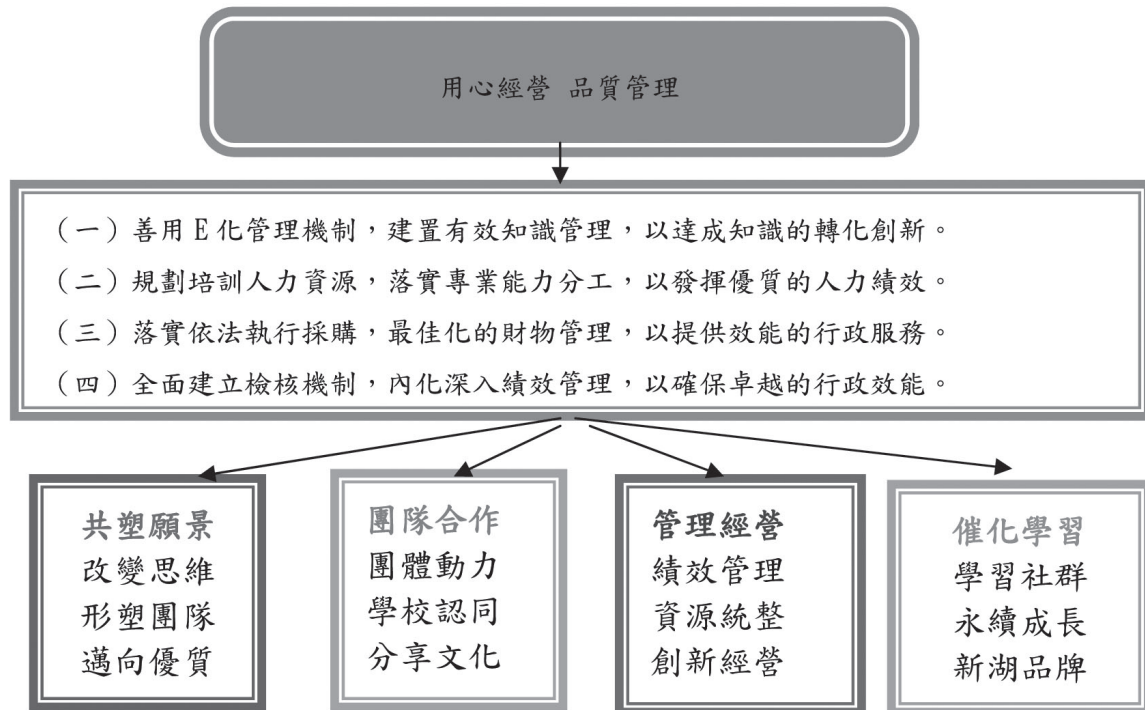 用心經營 品質管理
（一）善用E化管理機制，建置有效知識管理，以達成知識的轉化創新。
（二）規劃培訓人力資源，落實專業能力分工，以發揮優質的人力績效。
（三）落實依法執行採購，最佳化的財物管理，以提供效能的行政服務。
（四）全面建立檢核機制，內化深入績效管理，以確保卓越的行政效能。
共塑願景
改變思維
形塑團隊
邁向優質
團隊合作
團體動力
學校認同
分享文化
管理經營
績效管理
資源統整
創新經營
催化學習
學習社群
永續成長
新湖品牌